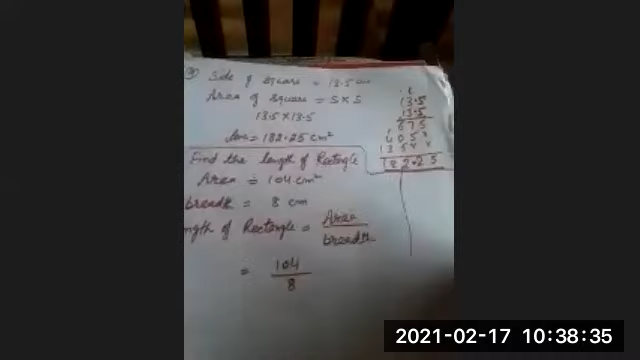 Side of square = 13.5 cm
Area of square = S × S
13.5 × 13.5
Area = 182.25 cm²
13.5
13.5
675
405×
135××
182.25
Find the length of Rectangle
Area = 104 cm²
breadth = 8 cm
ngth of Rectangle = Area
breadth
= 104
8
2021-02-17 10:38:35